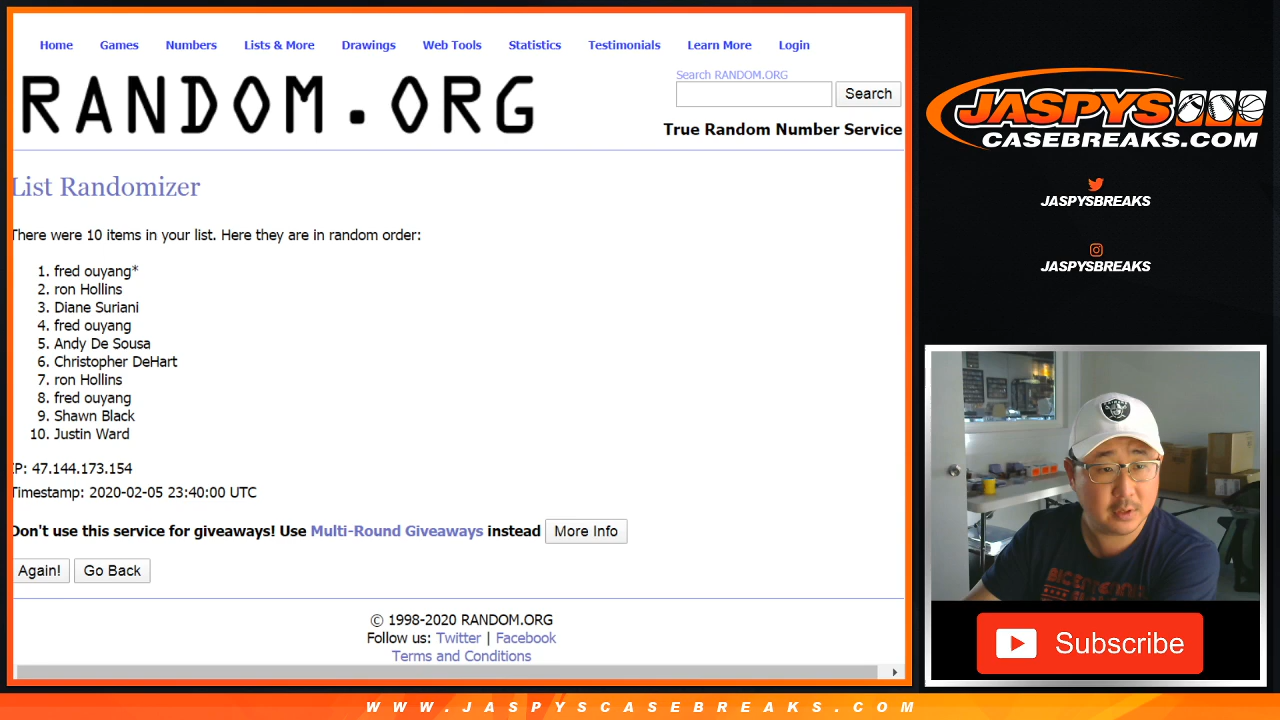 Home Games Numbers Lists & More Drawings Web Tools Statistics Testimonials Learn More Login
RANDOM.ORG
Search RANDOM.ORG
Search
True Random Number Service
List Randomizer
There were 10 items in your list. Here they are in random order:
1. fred ouyang*
2. ron Hollins
3. Diane Suriani
4. fred ouyang
5. Andy De Sousa
6. Christopher DeHart
7. ron Hollins
8. fred ouyang
9. Shawn Black
10. Justin Ward
IP: 47.144.173.154
Timestamp: 2020-02-05 23:40:00 UTC
Don't use this service for giveaways! Use Multi-Round Giveaways instead More Info
Again! Go Back
© 1998-2020 RANDOM.ORG
Follow us: Twitter | Facebook
Terms and Conditions
JASPYS
CASEBREAKS.COM
JASPYSBREAKS
JASPYSBREAKS
Subscribe
WWW.JASPYSCASEBREAKS.COM